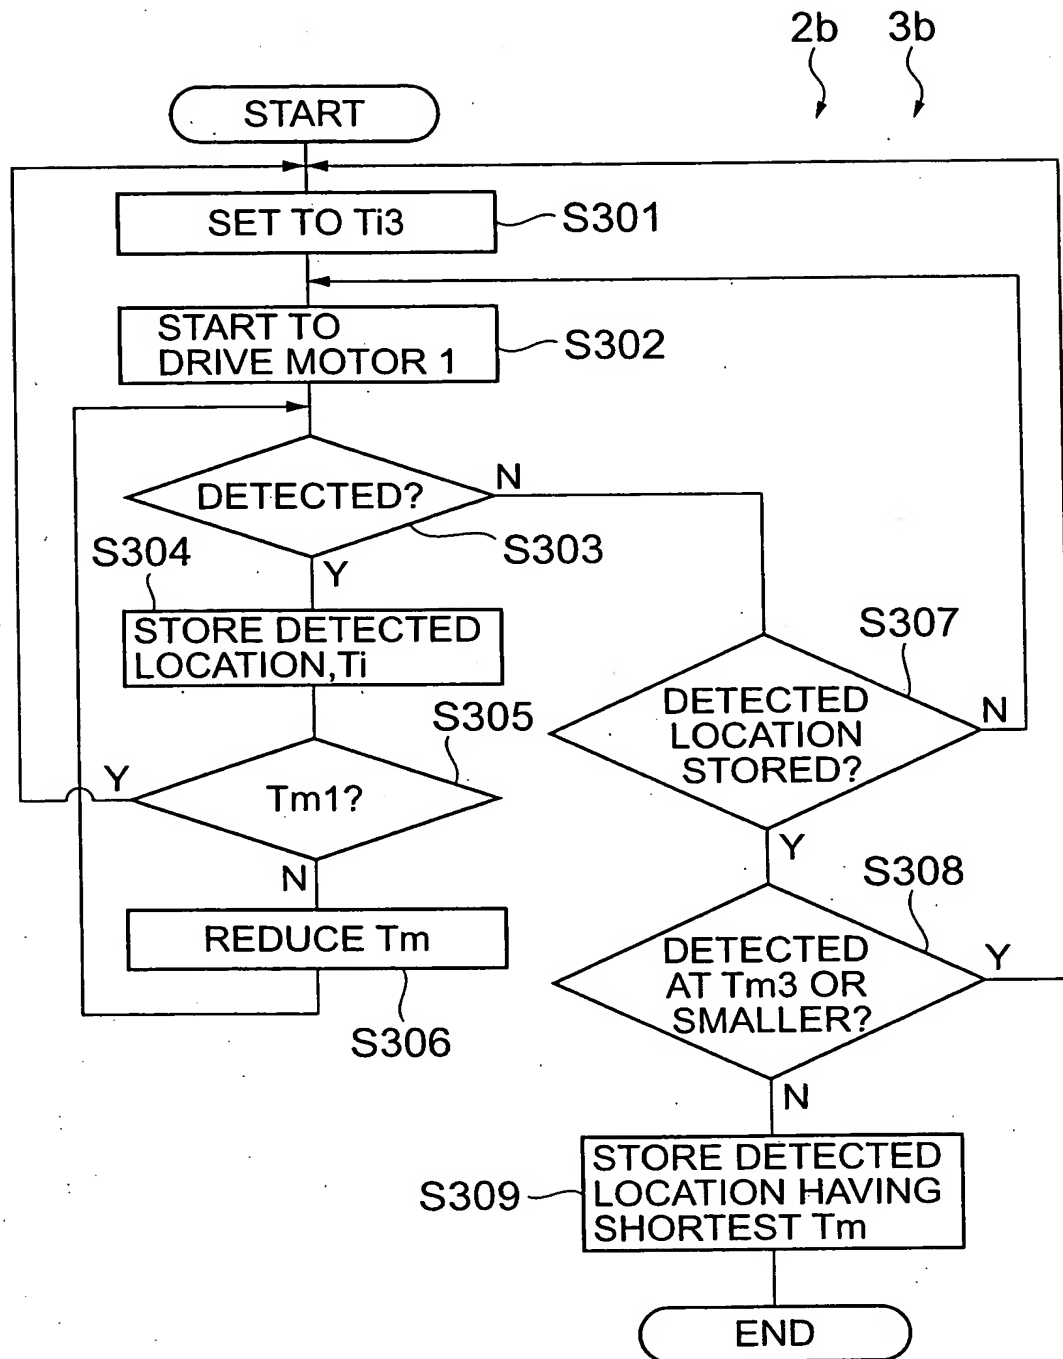 2b 3b
START
SET TO Ti3
S301
START TO
DRIVE MOTOR 1
S302
DETECTED?
N
S303
Y
S304
STORE DETECTED
LOCATION,Ti
S305
Tm1?
Y
N
REDUCE Tm
S306
S307
DETECTED
LOCATION
STORED?
N
Y
S308
DETECTED
AT Tm3 OR
SMALLER?
Y
N
S309
STORE DETECTED
LOCATION HAVING
SHORTEST Tm
END